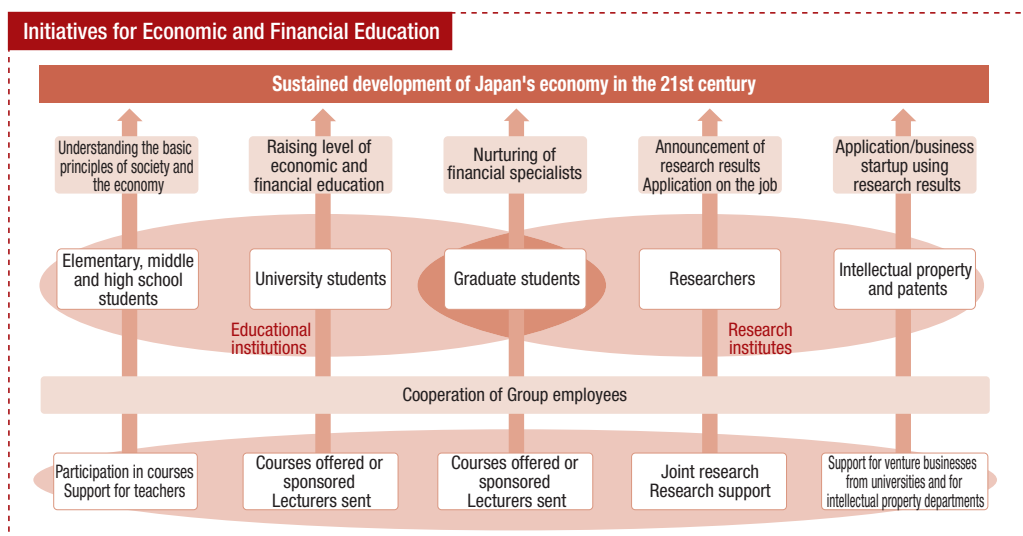 Initiatives for Economic and Financial Education
Sustained development of Japan's economy in the 21st century
Understanding the basic
principles of society and
the economy
Raising level of
economic and
financial education
Nurturing of
financial specialists
Announcement of
research results
Application on the job
Application/business
startup using
research results
Elementary, middle
and high school
students
University students
Graduate students
Researchers
Intellectual property
and patents
Educational
institutions
Research
institutes
Cooperation of Group employees
Participation in courses
Support for teachers
Courses offered or
sponsored
Lecturers sent
Courses offered or
sponsored
Lecturers sent
Joint research
Research support
Support for venture businesses
from universities and for
intellectual property departments